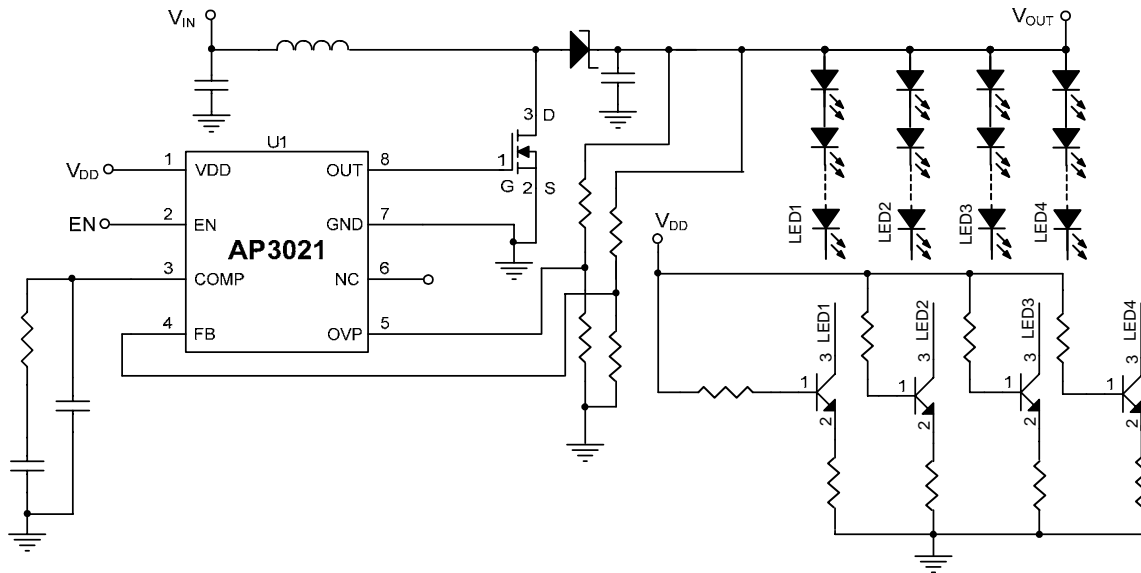 VIN
VOUT
3 D
1
G 2 S
U1
VDD
1 VDD OUT 8
EN
2 EN GND 7
AP3021
3 COMP NC 6
4 FB OVP 5
LED1
LED2
LED3
LED4
VDD
LED1
LED2
LED3
LED4
3
3
3
3
1
1
1
1
2
2
2
2